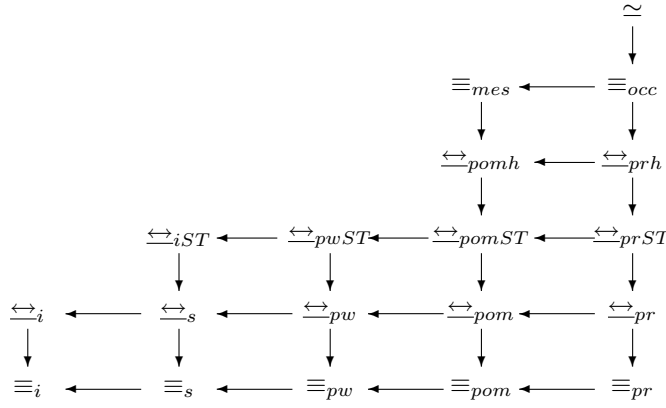 ≃
≡mes ≡occ
↔pomh ↔prh
↔iST ↔pwST ↔pomST ↔prST
↔i ↔s ↔pw ↔pom ↔pr
≡i ≡s ≡pw ≡pom ≡pr